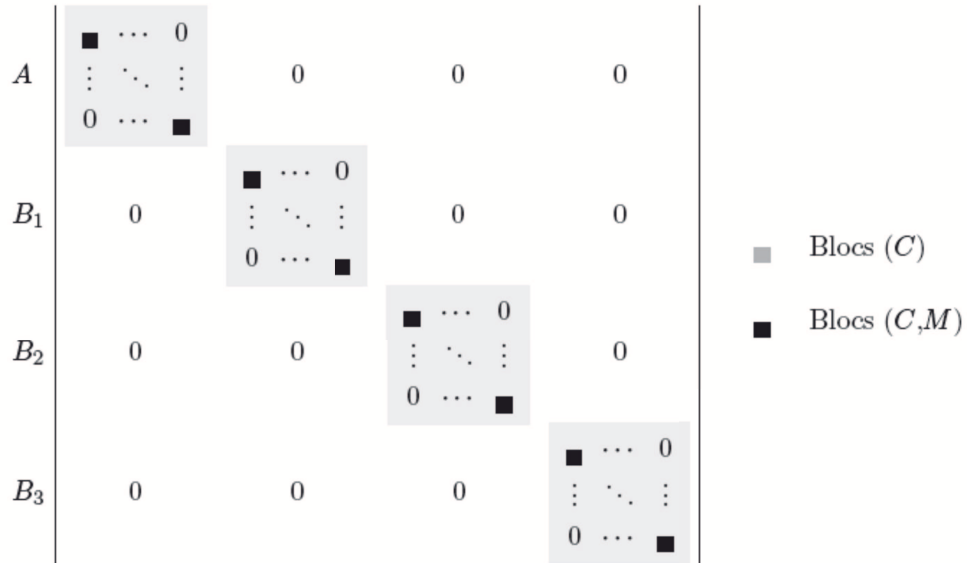 ⋯ 0
A ⋮ ⋱ ⋮ 0 0 0
0 ⋯
⋯ 0
B₁ 0 ⋮ ⋱ ⋮ 0 0
0 ⋯
Blocs (C)
⋯ 0
Blocs (C,M)
B₂ 0 0 ⋮ ⋱ ⋮ 0
0 ⋯
⋯ 0
B₃ 0 0 0 ⋮ ⋱ ⋮
0 ⋯